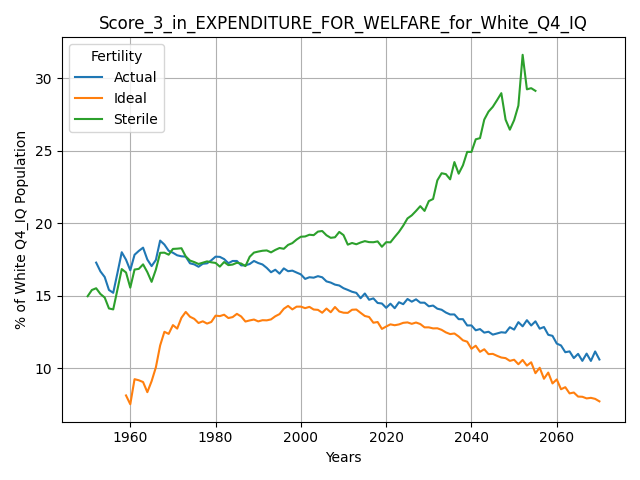 Score_3_in_EXPENDITURE_FOR_WELFARE_for_White_Q4_IQ
Fertility
Actual
Ideal
Sterile
% of White Q4_IQ Population
30
25
20
15
10
1960
1980
2000
2020
2040
2060
Years